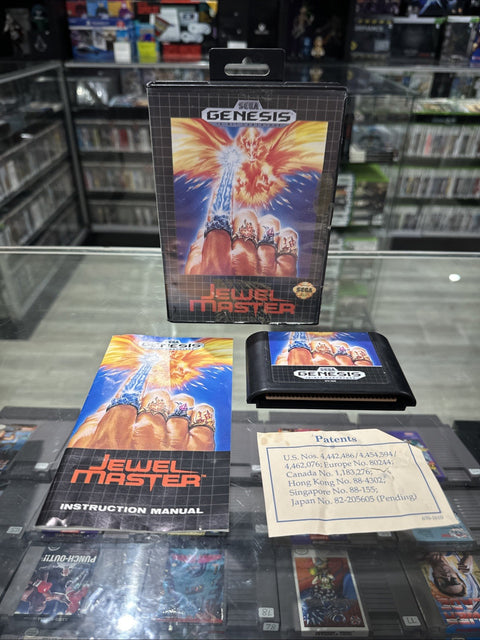 SEGA
GENESIS
SEGA
JEWEL
MASTER
GENESIS
JEWEL
MASTER
INSTRUCTION MANUAL
SEGA
GENESIS
Patents
U.S. Nos. 4,442,486/4,454,594/
4,462,076; Europe No. 80244;
Canada No. 1,183,276;
Hong Kong No. 88-4302;
Singapore No. 88-155;
Japan No. 82-205605 (Pending)
PUNCH-OUT!!